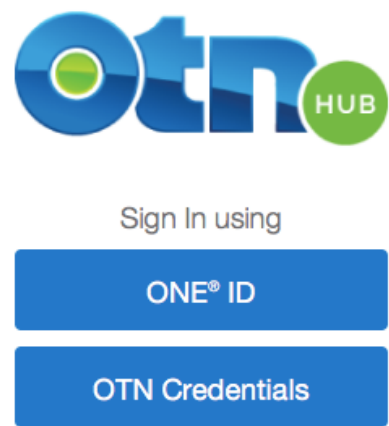 otn
HUB
Sign In using
ONE® ID
OTN Credentials